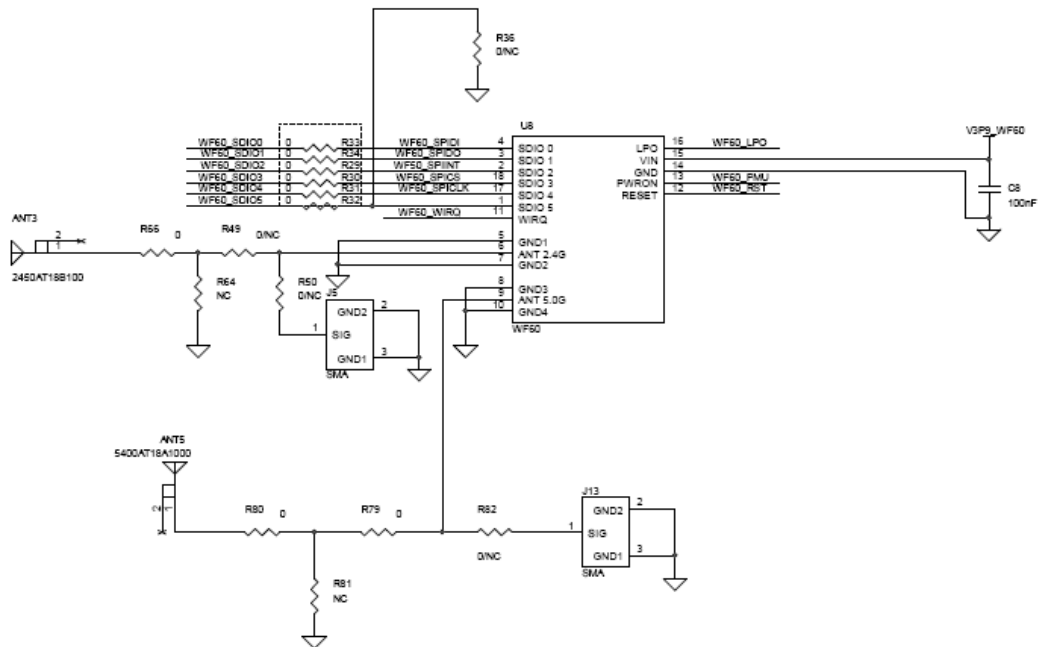 R36
0/NC
U6
WF60_SDIO0 0 R33 WF60_SPIDI 4 SDIO 0 LPO 16 WF60_LPO
WF60_SDIO1 0 R34 WF60_SPIDO 3 SDIO 1 VIN 15
WF60_SDIO2 0 R29 WF50_SPIINT 2 SDIO 2 GND 14
WF60_SDIO3 0 R30 WF60_SPICS 18 SDIO 3 PWRON 13 WF60_PMU
WF60_SDIO4 0 R31 WF60_SPICLK 17 SDIO 4 RESET 12 WF60_RST
WF60_SDIO5 0 R32 1 SDIO 5
WF60_WIRQ 11 WIRQ
V3P9_WF60
C8
100nF
ANT3
2
1
2450AT18B100
R49
0
0/NC
5 GND1
6 ANT 2.4G
7 GND2
8 GND3
9 ANT 5.0G
10 GND4
WF60
R64
NC
R50
0/NC
J5
GND2 2
1 SIG
GND1 3
SMA
ANT5
5400AT18A1000
2
1
R80 0
R79 0
R82
0/NC
R81
NC
J13
GND2 2
1 SIG
GND1 3
SMA